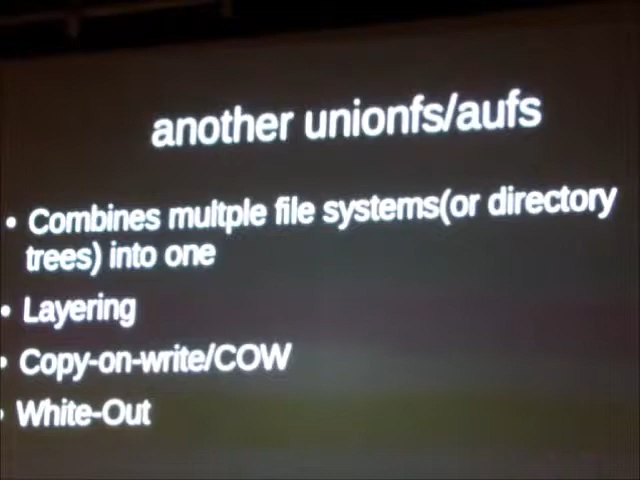 another unionfs/aufs
• Combines multple file systems(or directory
trees) into one
• Layering
• Copy-on-write/COW
• White-Out